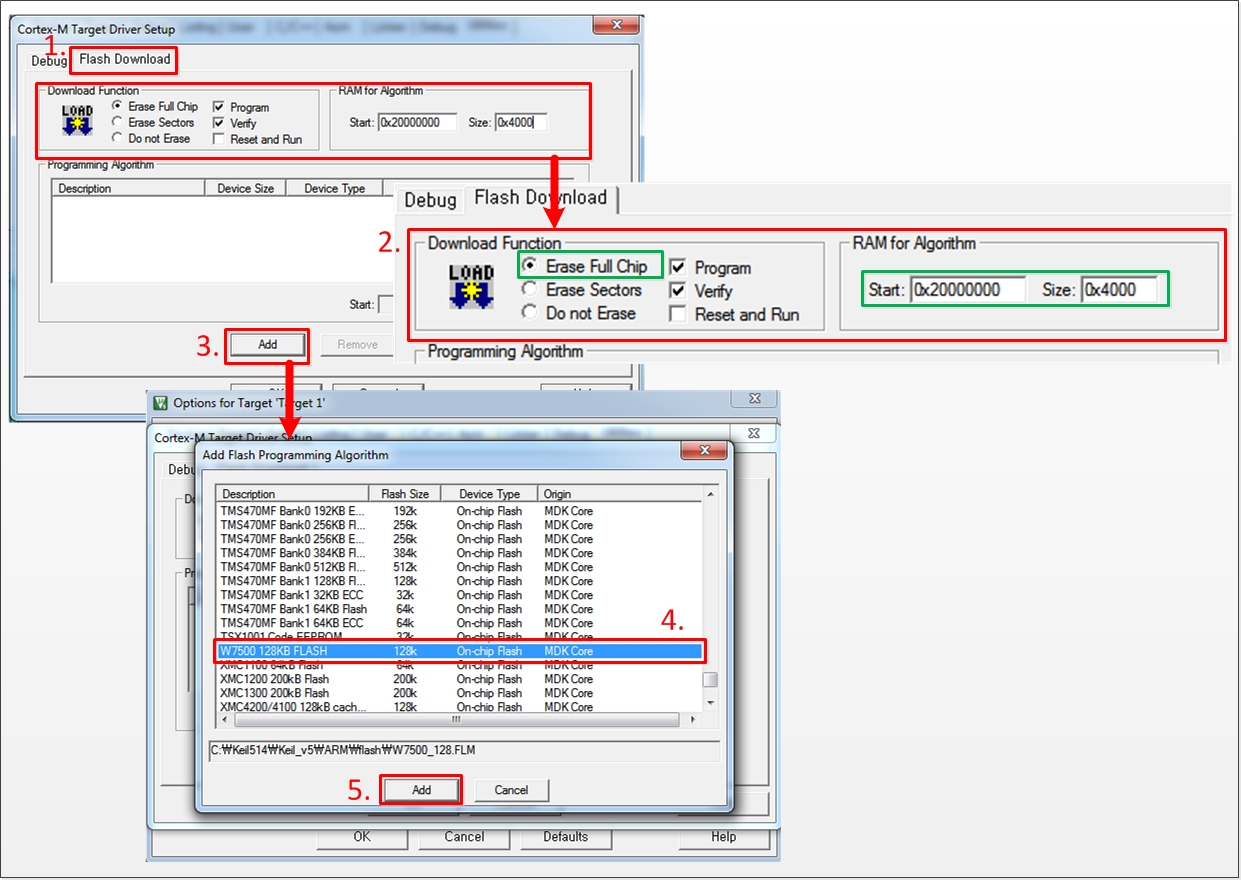 Cortex-M Target Driver Setup
1.
Debug Flash Download
Download Function
LOAD
Erase Full Chip
Erase Sectors
Do not Erase
Program
Verify
Reset and Run
RAM for Algorithm
Start: 0x20000000 Size: 0x4000
Programming Algorithm
Description Device Size Device Type
Start:
3. Add Remove
2.
Debug Flash Download
Download Function
LOAD
Erase Full Chip
Erase Sectors
Do not Erase
Program
Verify
Reset and Run
RAM for Algorithm
Start: 0x20000000 Size: 0x4000
Programming Algorithm
Options for Target 'Target 1'
Cortex-M Target Driver Setup
Add Flash Programming Algorithm
Description Flash Size Device Type Origin
TMS470MF Bank0 192KB E... 192k On-chip Flash MDK Core
TMS470MF Bank0 256KB Fl... 256k On-chip Flash MDK Core
TMS470MF Bank0 256KB E... 256k On-chip Flash MDK Core
TMS470MF Bank0 384KB Fl... 384k On-chip Flash MDK Core
TMS470MF Bank0 512KB Fl... 512k On-chip Flash MDK Core
TMS470MF Bank1 128KB Fl... 128k On-chip Flash MDK Core
TMS470MF Bank1 32KB ECC 32k On-chip Flash MDK Core
TMS470MF Bank1 64KB Flash 64k On-chip Flash MDK Core
TMS470MF Bank1 64KB ECC 64k On-chip Flash MDK Core
TSX1001 Code EEPROM 32k On-chip Flash MDK Core
4.
W7500 128KB FLASH 128k On-chip Flash MDK Core
XMC1100 64kB Flash 64k On-chip Flash MDK Core
XMC1200 200kB Flash 200k On-chip Flash MDK Core
XMC1300 200kB Flash 200k On-chip Flash MDK Core
XMC4200/4100 128kB cach... 128k On-chip Flash MDK Core
C:₩Keil514₩Keil_v5₩ARM₩flash₩W7500_128.FLM
5. Add Cancel
OK Cancel Defaults Help